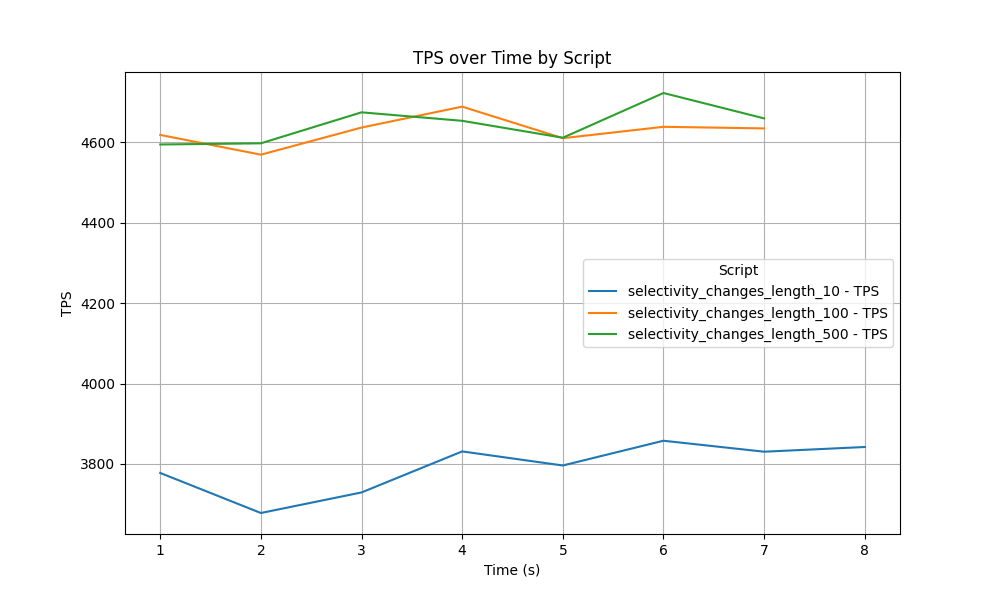 TPS over Time by Script
TPS
4600
4400
4200
4000
3800
Script
selectivity_changes_length_10 - TPS
selectivity_changes_length_100 - TPS
selectivity_changes_length_500 - TPS
1 2 3 4 5 6 7 8
Time (s)